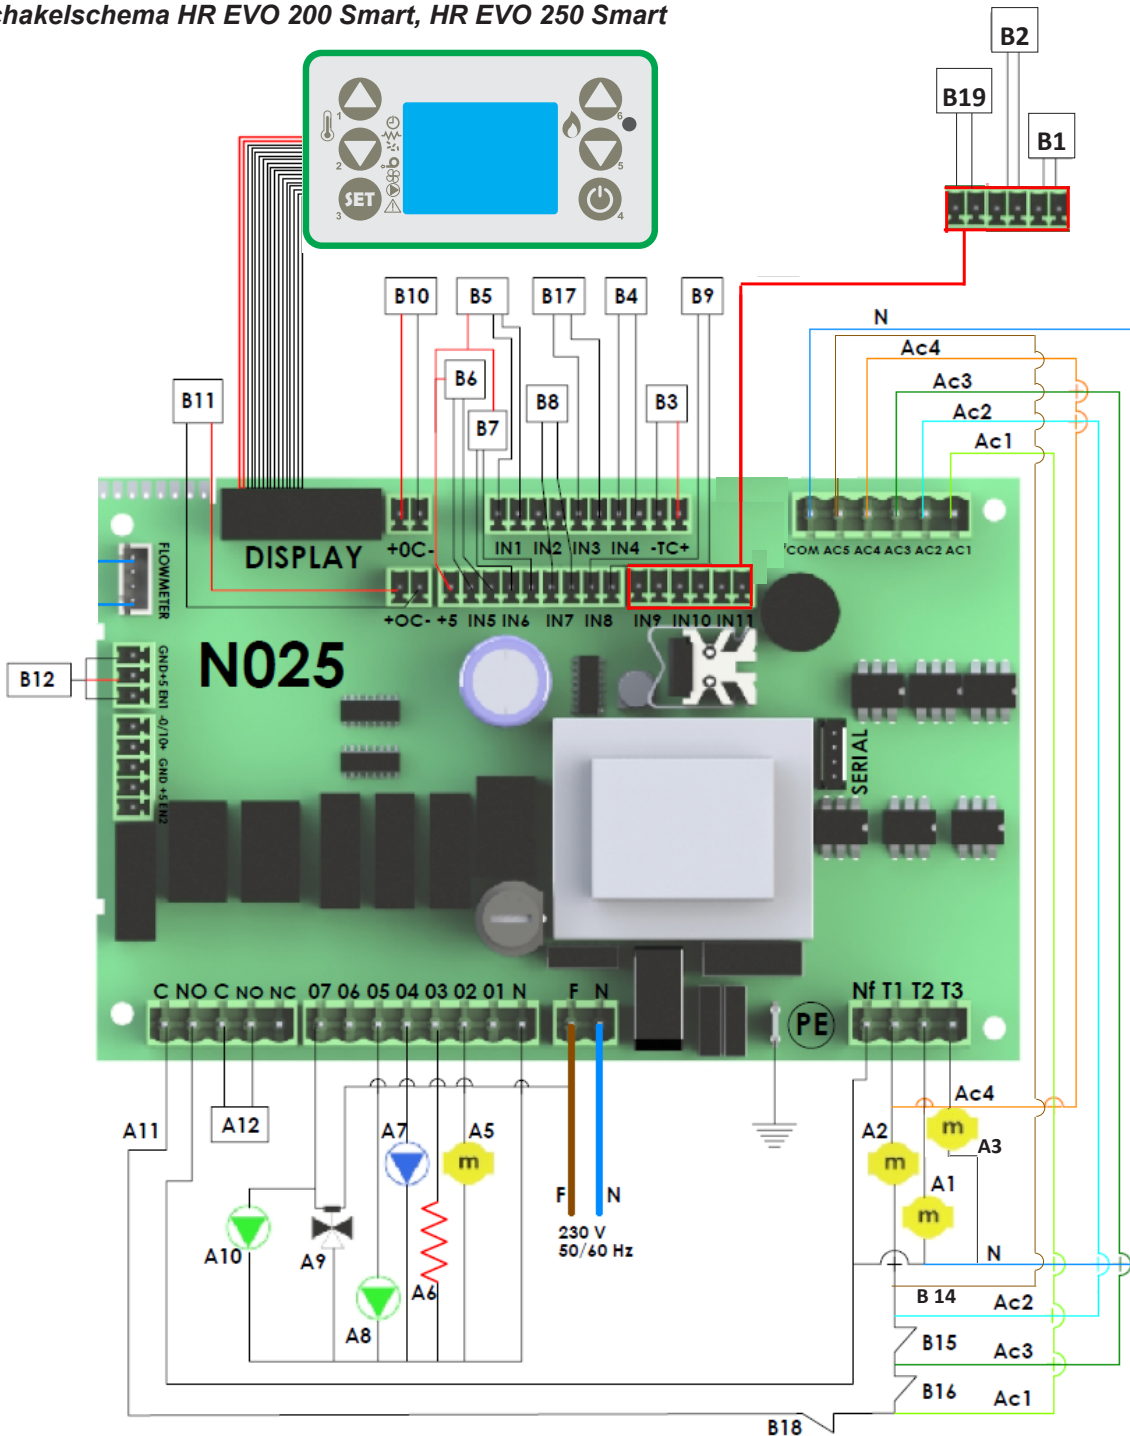 chakelschema HR EVO 200 Smart, HR EVO 250 Smart
B2
B19
B1
1
2
SET
3
6
5
4
B10
B5
B17
B4
B9
N
Ac4
B6
B11
B8
B3
Ac3
B7
Ac2
Ac1
DISPLAY
+0C-
IN1 IN2 IN3 IN4 -TC+
COM AC5 AC4 AC3 AC2 AC1
FLOWMETER
+OC- +5 IN5 IN6 IN7 IN8 IN9 IN10 IN11
N025
B12
GND+5 EN1
-0/10+
GND +5 EN2
SERIAL
C NO C NO NC 07 06 05 04 03 02 01 N F N
PE
Nf T1 T2 T3
Ac4
A11
A12
A7
A5
m
A2
m
m
A3
A1
m
F
N
230 V
50/60 Hz
A10
A9
N
A6
B 14
Ac2
A8
B15
Ac3
B16
Ac1
B18